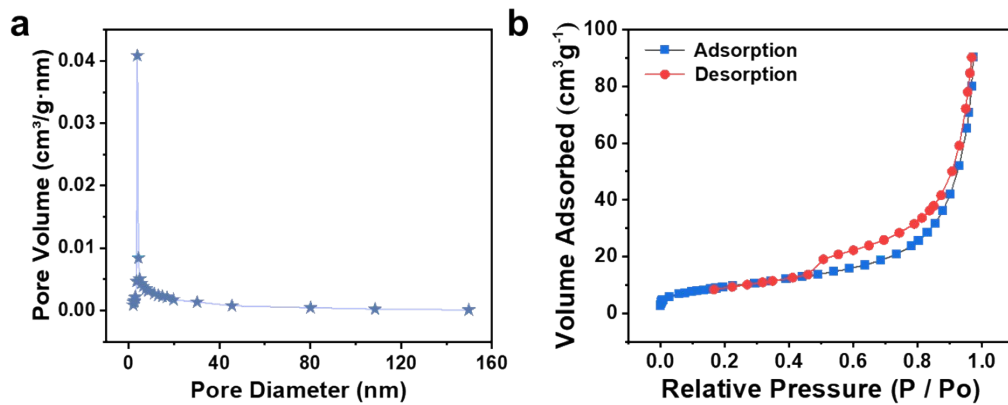 a
Pore Volume (cm³/g·nm)
0.04
0.03
0.02
0.01
0.00
0 40 80 120 160
Pore Diameter (nm)
b
Volume Adsorbed (cm³g⁻¹)
100
80
60
40
20
0
Adsorption
Desorption
0.0 0.2 0.4 0.6 0.8 1.0
Relative Pressure (P / Po)